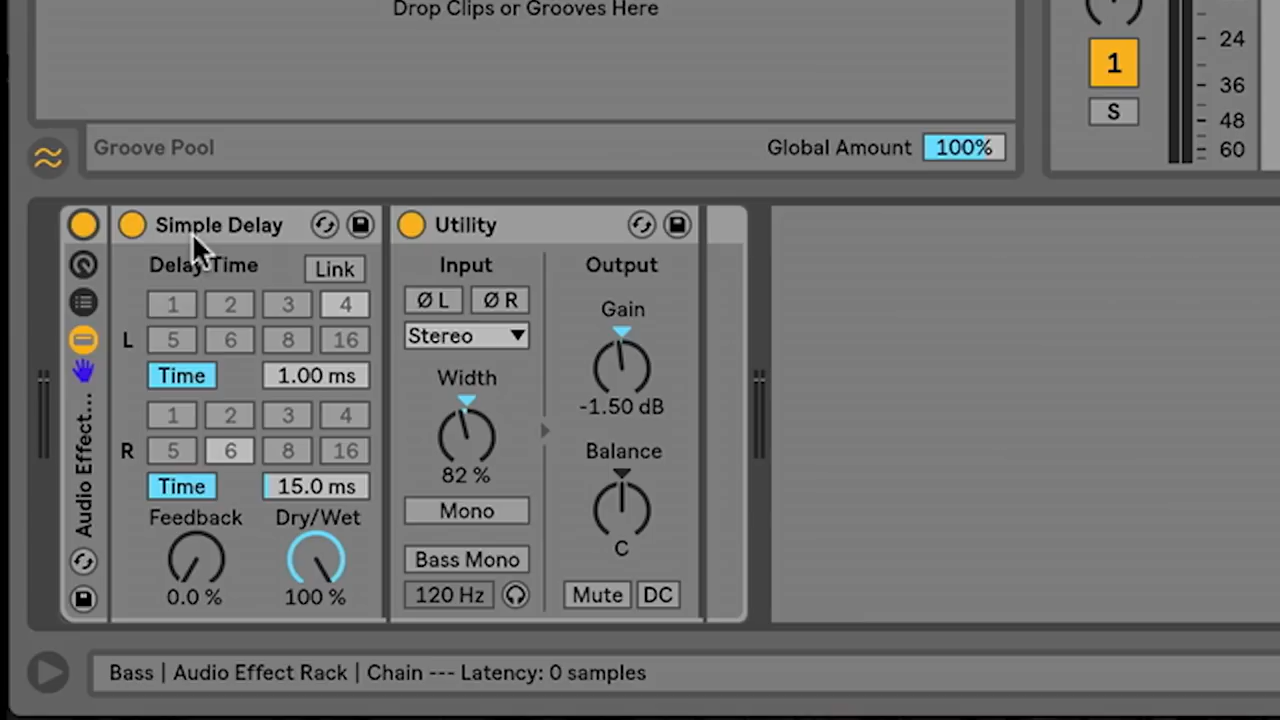 Drop Clips or Grooves Here
24
1
36
S
48
60
Groove Pool
Global Amount 100%
Simple Delay
Utility
Delay Time
Link
Input
Output
1 2 3 4
Ø L Ø R
Gain
L 5 6 8 16
Stereo
Time 1.00 ms
Width
-1.50 dB
1 2 3 4
R 5 6 8 16
Balance
82 %
Time 15.0 ms
Mono
Feedback Dry/Wet
C
Bass Mono
0.0 % 100 %
120 Hz
Mute DC
Audio Effect...
Bass | Audio Effect Rack | Chain --- Latency: 0 samples